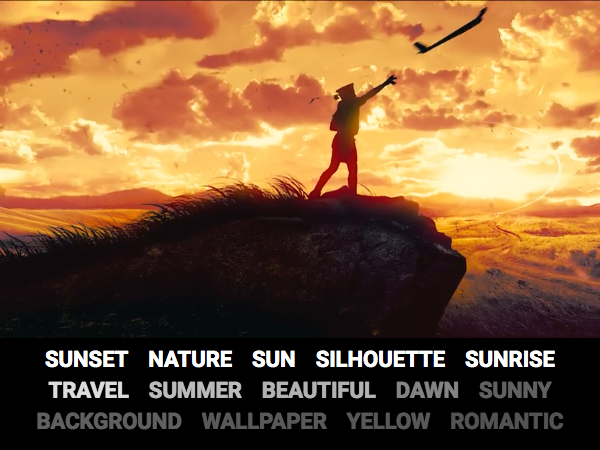 SUNSET NATURE SUN SILHOUETTE SUNRISE
TRAVEL SUMMER BEAUTIFUL DAWN SUNNY
BACKGROUND WALLPAPER YELLOW ROMANTIC